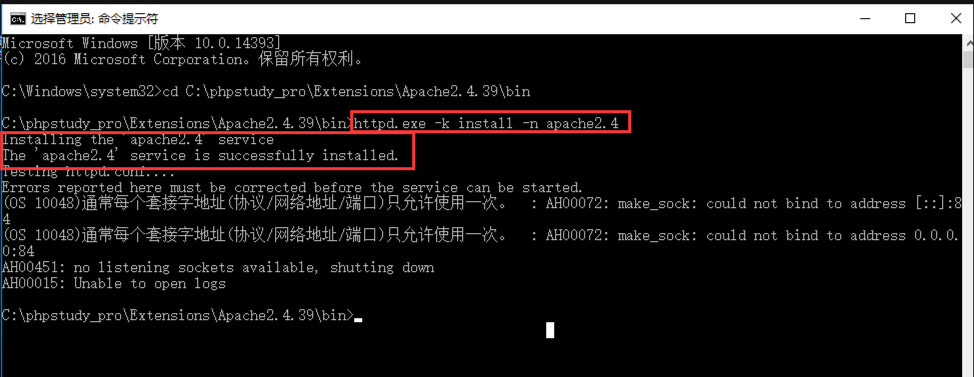 选择管理员: 命令提示符
Microsoft Windows [版本 10.0.14393]
(c) 2016 Microsoft Corporation。保留所有权利。
C:\Windows\system32>cd C:\phpstudy_pro\Extensions\Apache2.4.39\bin
C:\phpstudy_pro\Extensions\Apache2.4.39\bin>httpd.exe -k install -n apache2.4
Installing the 'apache2.4' service
The 'apache2.4' service is successfully installed.
Testing httpd.conf....
Errors reported here must be corrected before the service can be started.
(OS 10048)通常每个套接字地址(协议/网络地址/端口)只允许使用一次。  : AH00072: make_sock: could not bind to address [::]:8
4
(OS 10048)通常每个套接字地址(协议/网络地址/端口)只允许使用一次。  : AH00072: make_sock: could not bind to address 0.0.0.
0:84
AH00451: no listening sockets available, shutting down
AH00015: Unable to open logs
C:\phpstudy_pro\Extensions\Apache2.4.39\bin>